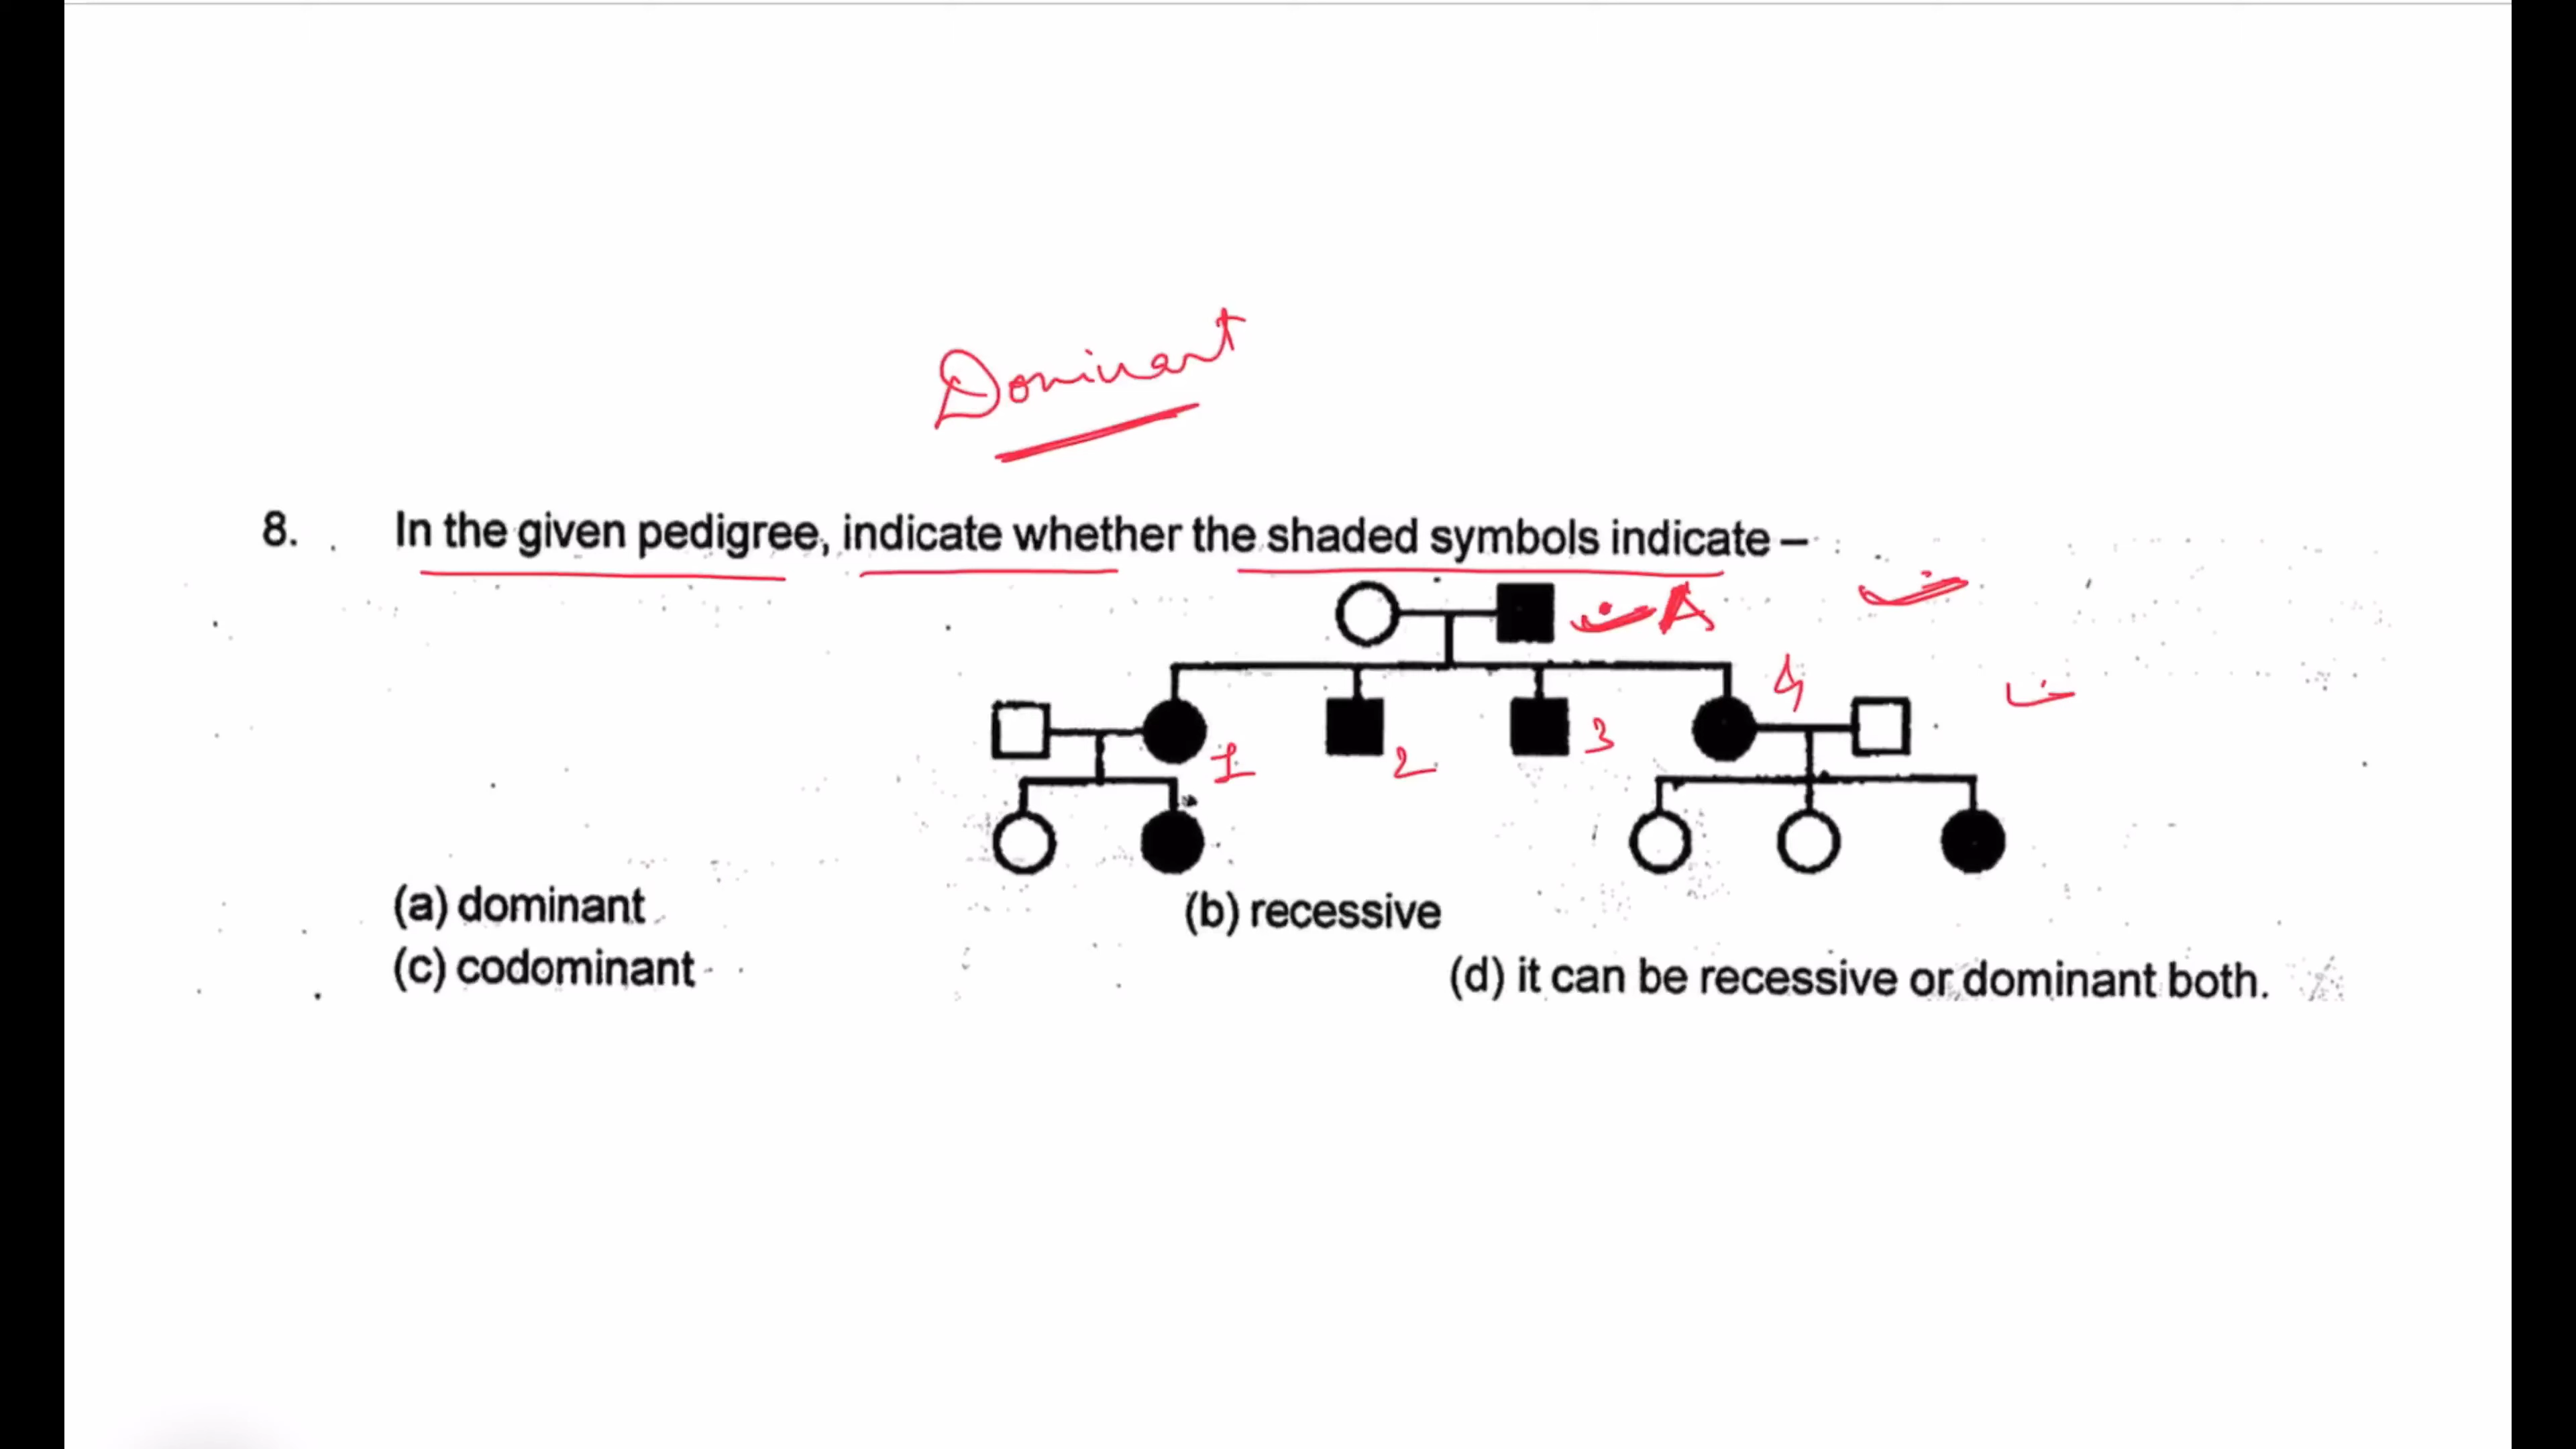 Dominant
8. In the given pedigree, indicate whether the shaded symbols indicate –
A
4
1
2
3
(a) dominant (b) recessive
(c) codominant (d) it can be recessive or dominant both.